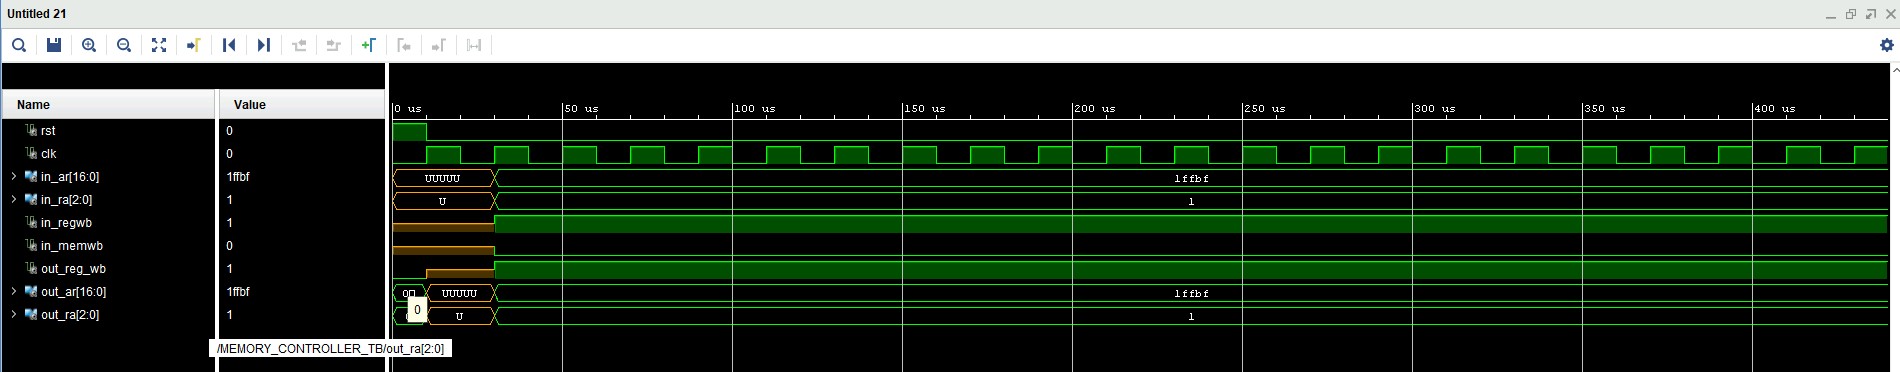 Untitled 21
Name Value
0 us 50 us 100 us 150 us 200 us 250 us 300 us 350 us 400 us
rst 0
clk 0
in_ar[16:0] 1ffbf UUUUU 1ffbf
in_ra[2:0] 1 U 1
in_regwb 1
in_memwb 0
out_reg_wb 1
out_ar[16:0] 1ffbf 0 UUUUU 1ffbf
0
out_ra[2:0] 1 U 1
/MEMORY_CONTROLLER_TB/out_ra[2:0]